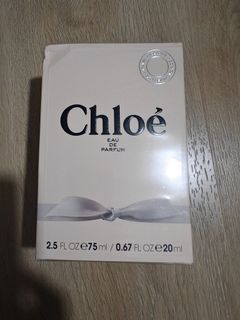 Chloé
EAU
DE
PARFUM
2.5 FL OZ℮75 ml / 0.67 FL OZ℮20 ml